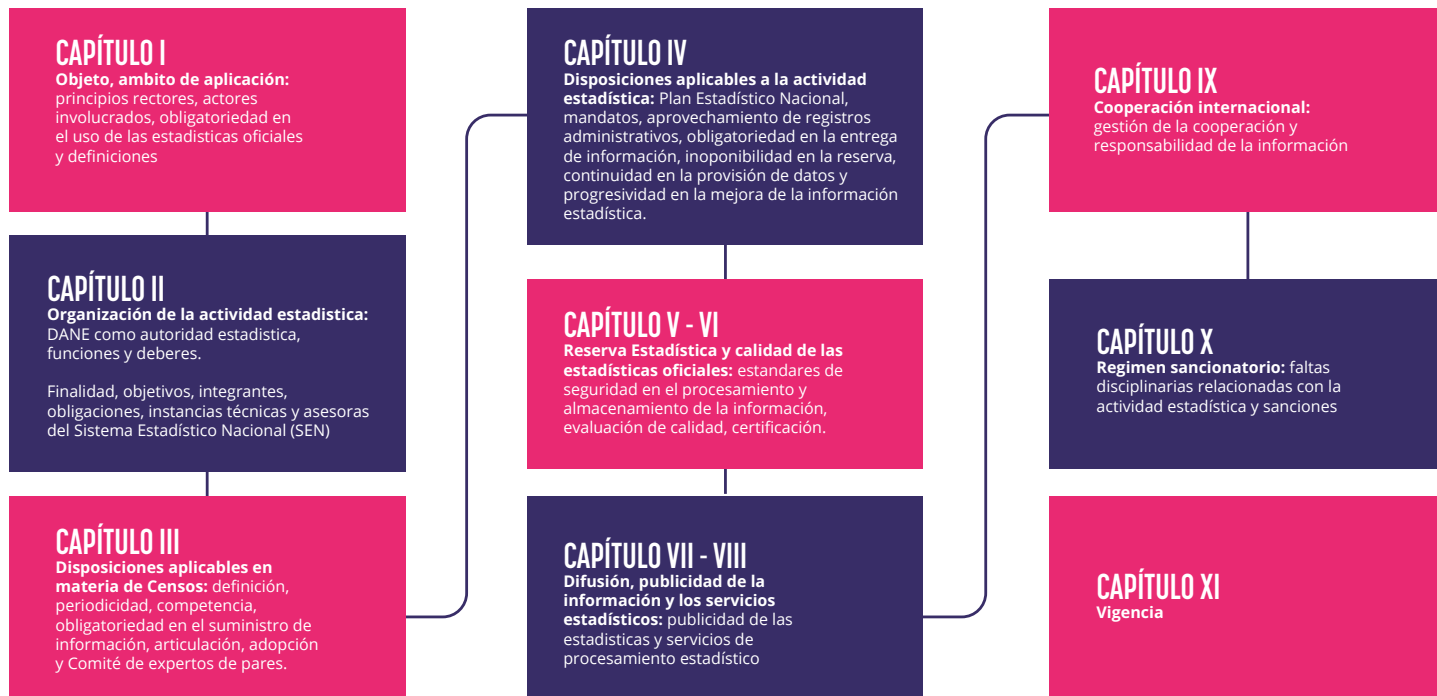 CAPÍTULO I
Objeto, ambito de aplicación:
principios rectores, actores
involucrados, obligatoriedad en
el uso de las estadisticas oficiales
y definiciones
CAPÍTULO II
Organización de la actividad estadistica:
DANE como autoridad estadistica,
funciones y deberes.
Finalidad, objetivos, integrantes,
obligaciones, instancias técnicas y asesoras
del Sistema Estadístico Nacional (SEN)
CAPÍTULO III
Disposiciones aplicables en
materia de Censos: definición,
periodicidad, competencia,
obligatoriedad en el suministro de
información, articulación, adopción
y Comité de expertos de pares.
CAPÍTULO IV
Disposiciones aplicables a la actividad
estadística: Plan Estadístico Nacional,
mandatos, aprovechamiento de registros
administrativos, obligatoriedad en la entrega
de información, inoponibilidad en la reserva,
continuidad en la provisión de datos y
progresividad en la mejora de la información
estadística.
CAPÍTULO V - VI
Reserva Estadística y calidad de las
estadísticas oficiales: estandares de
seguridad en el procesamiento y
almacenamiento de la información,
evaluación de calidad, certificación.
CAPÍTULO VII - VIII
Difusión, publicidad de la
información y los servicios
estadísticos: publicidad de las
estadisticas y servicios de
procesamiento estadístico
CAPÍTULO IX
Cooperación internacional:
gestión de la cooperación y
responsabilidad de la información
CAPÍTULO X
Regimen sancionatorio: faltas
disciplinarias relacionadas con la
actividad estadística y sanciones
CAPÍTULO XI
Vigencia